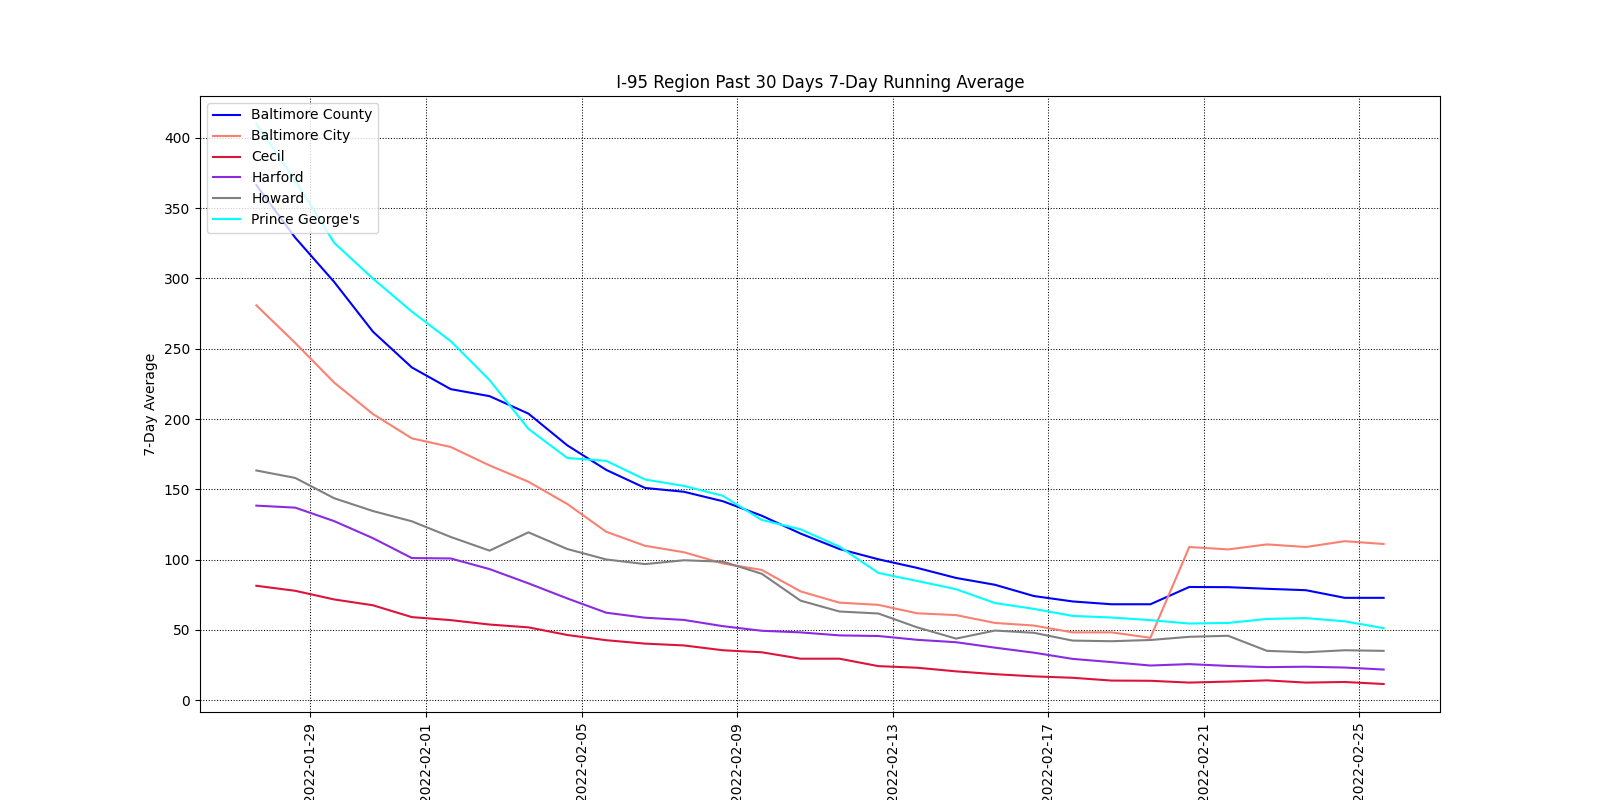 I-95 Region Past 30 Days 7-Day Running Average
Baltimore County
Baltimore City
Cecil
Harford
Howard
Prince George's
7-Day Average
400
350
300
250
200
150
100
50
0
2022-01-29
2022-02-01
2022-02-05
2022-02-09
2022-02-13
2022-02-17
2022-02-21
2022-02-25